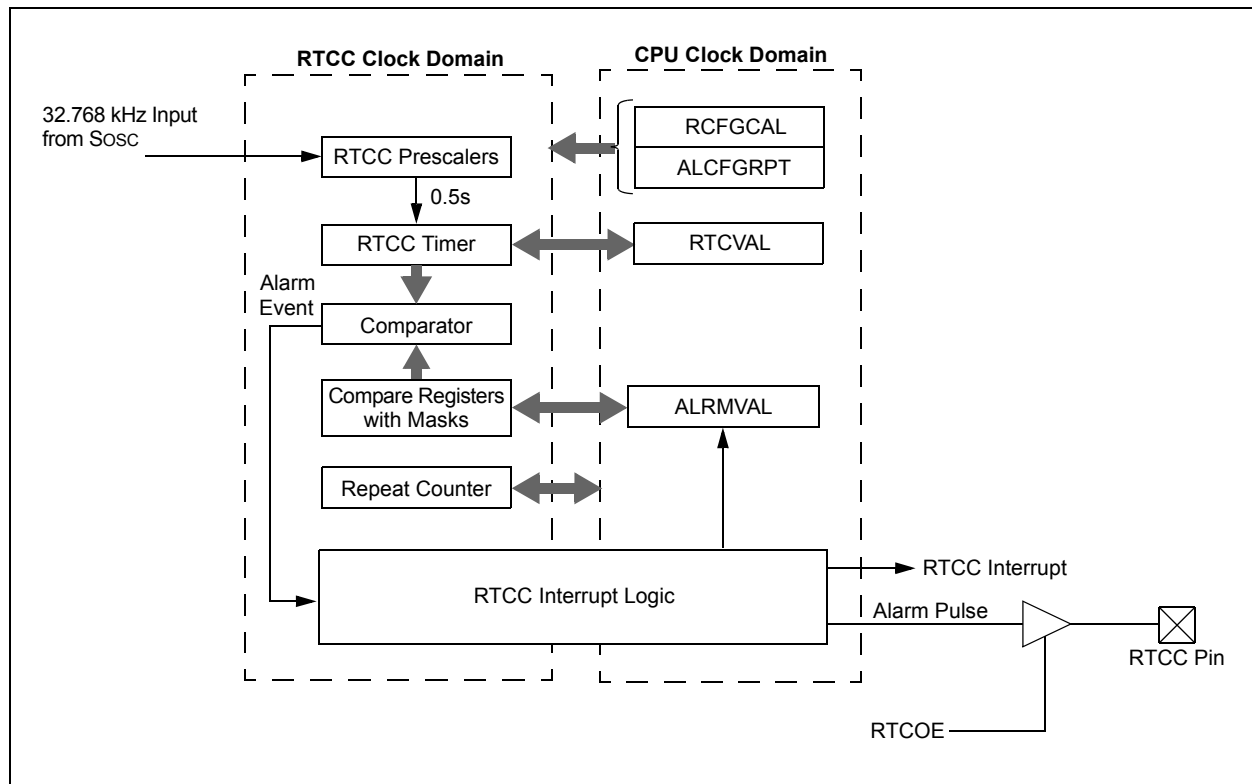 RTCC Clock Domain
CPU Clock Domain
32.768 kHz Input
from SOSC
RCFGCAL
ALCFGRPT
RTCC Prescalers
0.5s
RTCC Timer
RTCVAL
Alarm
Event
Comparator
Compare Registers
with Masks
ALRMVAL
Repeat Counter
RTCC Interrupt Logic
RTCC Interrupt
Alarm Pulse
RTCC Pin
RTCOE